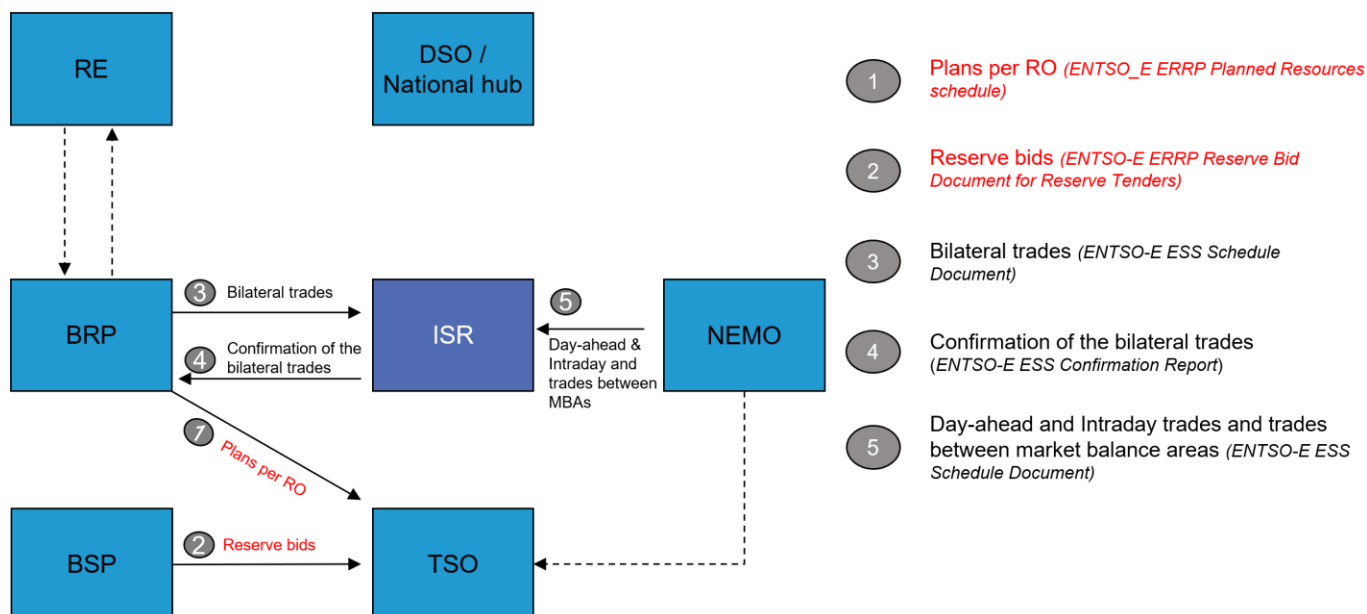 RE
DSO /
National hub
BRP
3
Bilateral trades
4
Confirmation of the
bilateral trades
ISR
5
Day-ahead &
Intraday and
trades between
MBAs
NEMO
1
Plans per RO
BSP
2
Reserve bids
TSO
1
Plans per RO (ENTSO_E ERRP Planned Resources
schedule)
2
Reserve bids (ENTSO-E ERRP Reserve Bid
Document for Reserve Tenders)
3
Bilateral trades (ENTSO-E ESS Schedule
Document)
4
Confirmation of the bilateral trades
(ENTSO-E ESS Confirmation Report)
5
Day-ahead and Intraday trades and trades
between market balance areas (ENTSO-E ESS
Schedule Document)